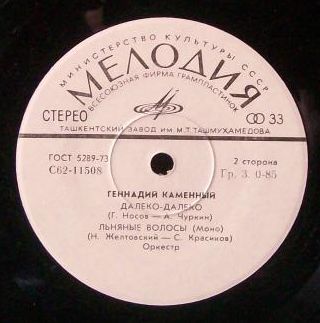 МИНИСТЕРСТВО КУЛЬТУРЫ СССР
МЕЛОДИЯ
ВСЕСОЮЗНАЯ ФИРМА ГРАМПЛАСТИНОК
СТЕРЕО
33
ТАШКЕНТСКИЙ ЗАВОД ИМ М.Т ТАШМУХАМЕДОВА
ГОСТ 5289-73
2 сторона
С62-11508
Гр. 3. 0-85
ГЕННАДИЙ КАМЕННЫЙ
ДАЛЕКО-ДАЛЕКО
(Г. Носов — А. Чуркин)
ЛЬНЯНЫЕ ВОЛОСЫ (Моно)
(Н. Желтовский — С. Красиков)
Оркестр